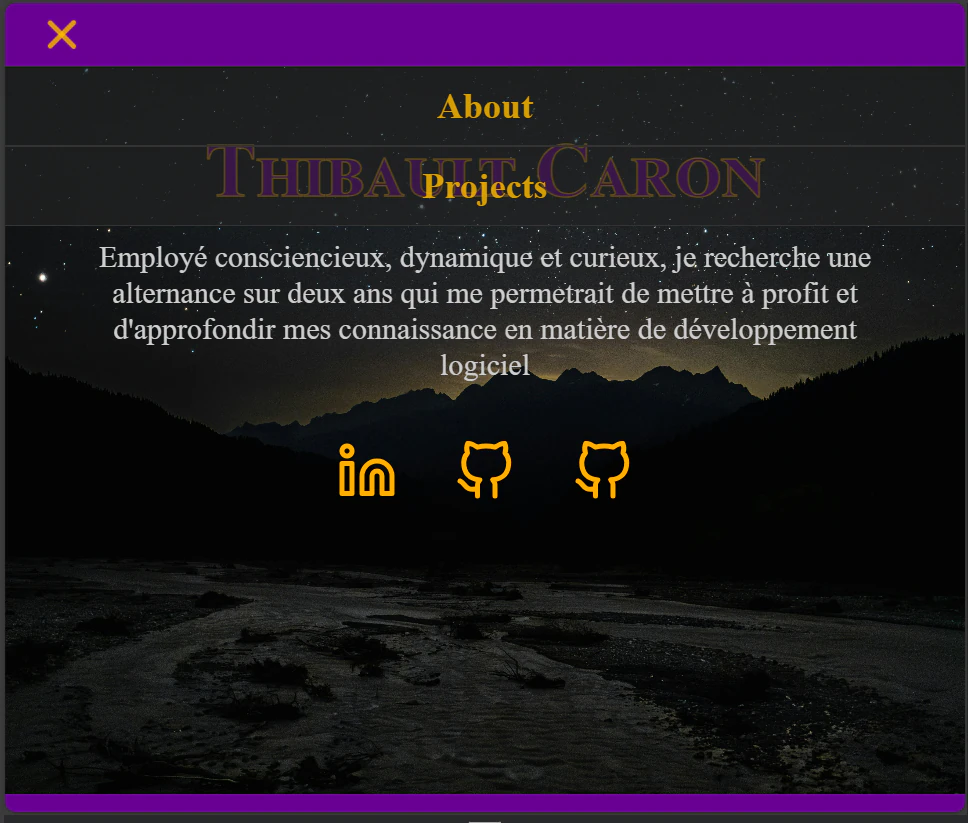 About
THIBAULT CARON
Projects
Employé consciencieux, dynamique et curieux, je recherche une
alternance sur deux ans qui me permetrait de mettre à profit et
d'approfondir mes connaissance en matière de développement
logiciel
in